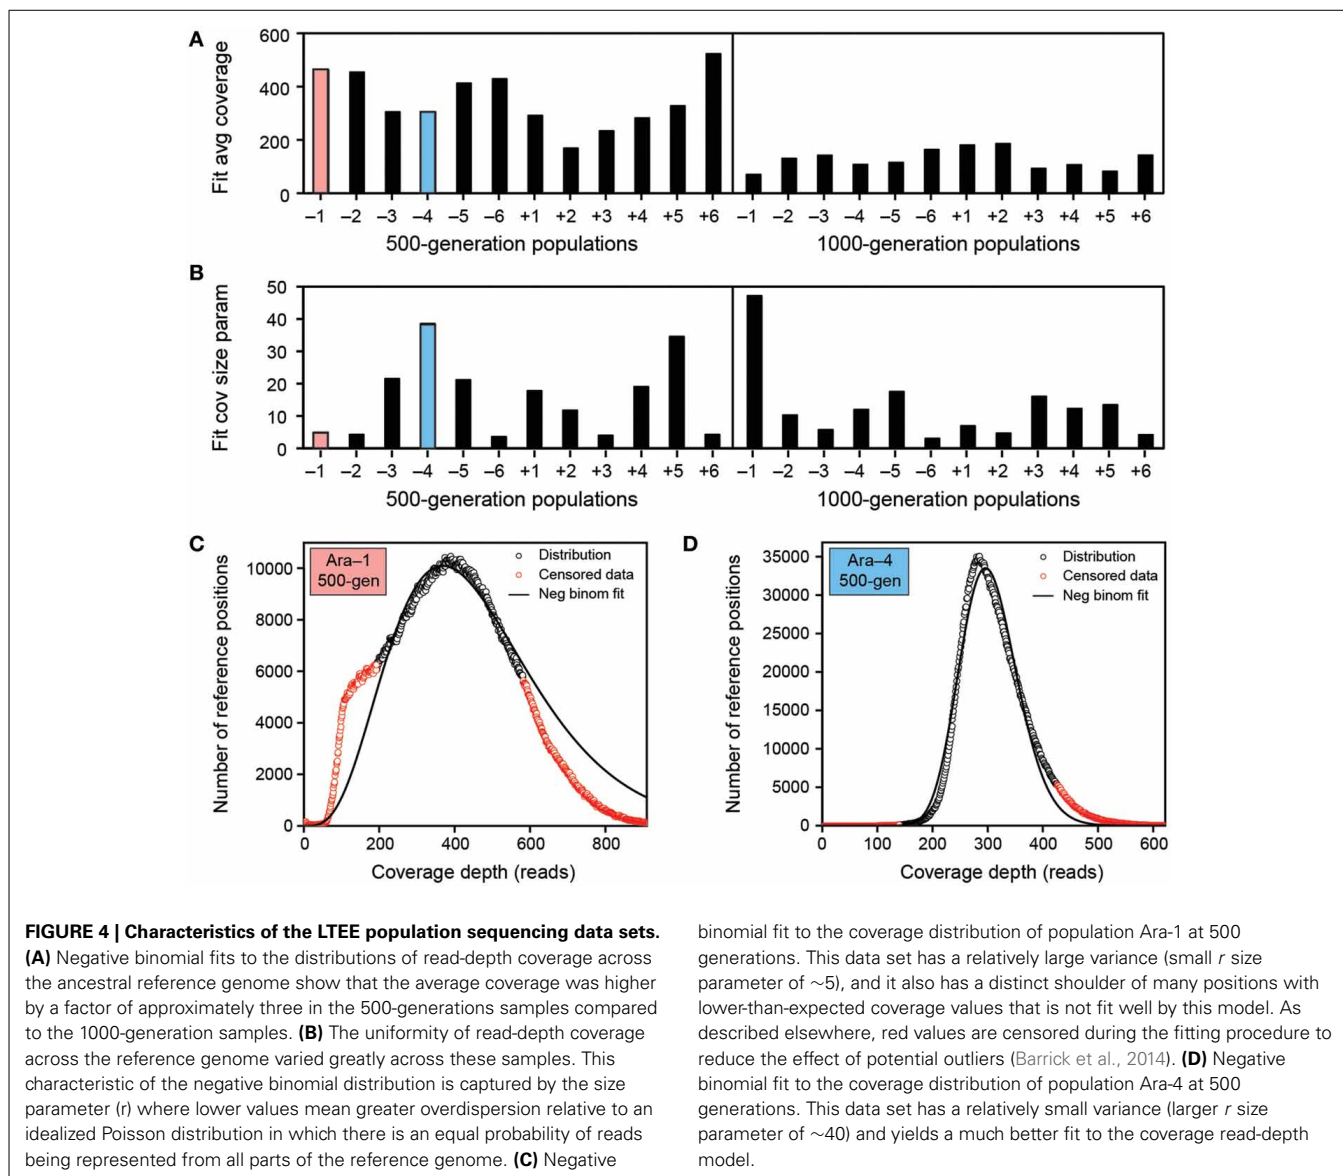 A
600
400
200
0
Fit avg coverage
–1 –2 –3 –4 –5 –6 +1 +2 +3 +4 +5 +6 –1 –2 –3 –4 –5 –6 +1 +2 +3 +4 +5 +6
500-generation populations 1000-generation populations
B
50
40
30
20
10
0
Fit cov size param
–1 –2 –3 –4 –5 –6 +1 +2 +3 +4 +5 +6 –1 –2 –3 –4 –5 –6 +1 +2 +3 +4 +5 +6
500-generation populations 1000-generation populations
C
Ara–1
500-gen
Distribution
Censored data
Neg binom fit
10000
8000
6000
4000
2000
0
Number of reference positions
0 200 400 600 800
Coverage depth (reads)
D
Ara–4
500-gen
Distribution
Censored data
Neg binom fit
35000
30000
25000
20000
15000
10000
5000
0
Number of reference positions
0 100 200 300 400 500 600
Coverage depth (reads)
FIGURE 4 | Characteristics of the LTEE population sequencing data sets.
(A) Negative binomial fits to the distributions of read-depth coverage across
the ancestral reference genome show that the average coverage was higher
by a factor of approximately three in the 500-generations samples compared
to the 1000-generation samples. (B) The uniformity of read-depth coverage
across the reference genome varied greatly across these samples. This
characteristic of the negative binomial distribution is captured by the size
parameter (r) where lower values mean greater overdispersion relative to an
idealized Poisson distribution in which there is an equal probability of reads
being represented from all parts of the reference genome. (C) Negative
binomial fit to the coverage distribution of population Ara-1 at 500
generations. This data set has a relatively large variance (small r size
parameter of ∼5), and it also has a distinct shoulder of many positions with
lower-than-expected coverage values that is not fit well by this model. As
described elsewhere, red values are censored during the fitting procedure to
reduce the effect of potential outliers (Barrick et al., 2014). (D) Negative
binomial fit to the coverage distribution of population Ara-4 at 500
generations. This data set has a relatively small variance (larger r size
parameter of ∼40) and yields a much better fit to the coverage read-depth
model.